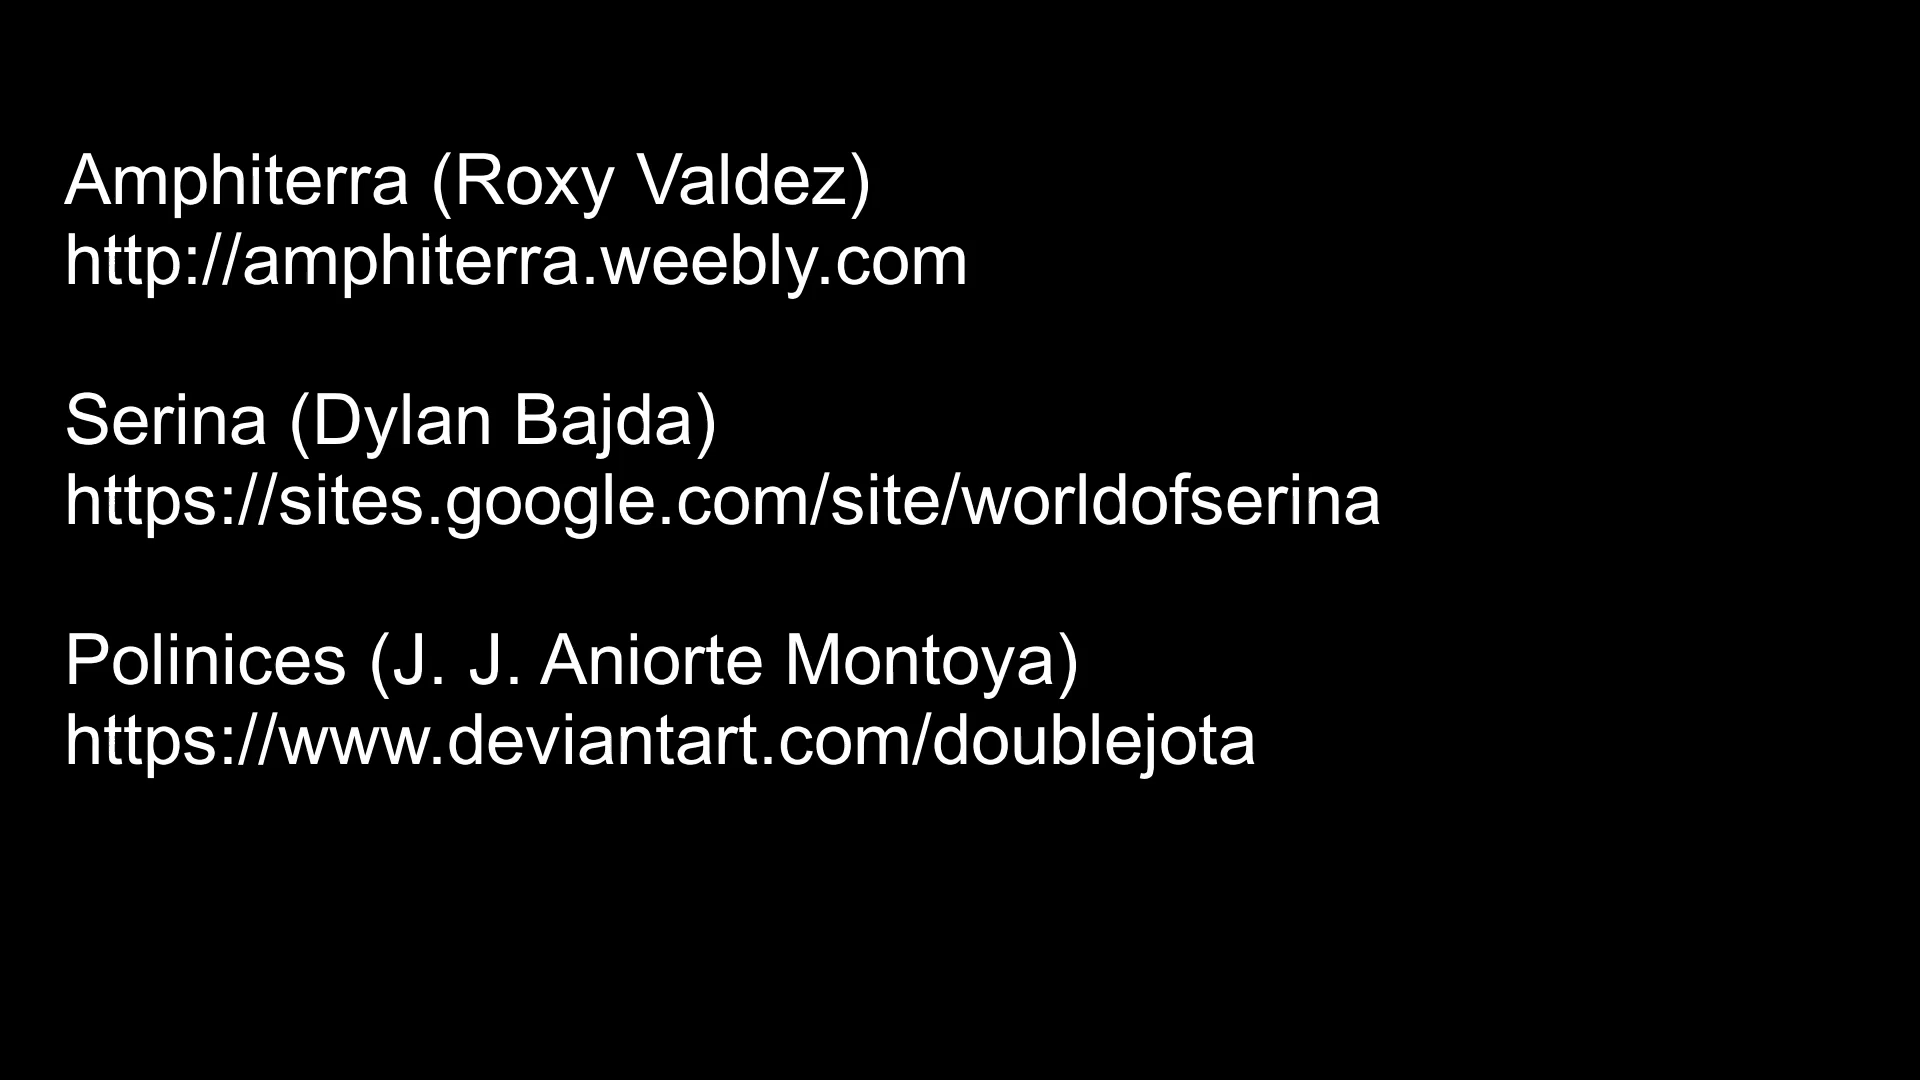 Amphiterra (Roxy Valdez)
http://amphiterra.weebly.com
Serina (Dylan Bajda)
https://sites.google.com/site/worldofserina
Polinices (J. J. Aniorte Montoya)
https://www.deviantart.com/doublejota